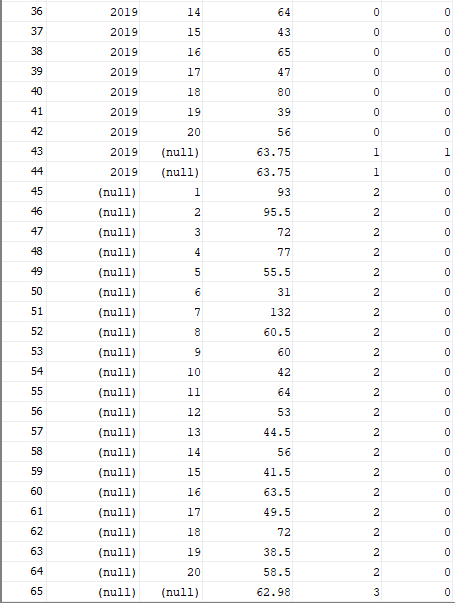 36 2019 14 64 0 0
37 2019 15 43 0 0
38 2019 16 65 0 0
39 2019 17 47 0 0
40 2019 18 80 0 0
41 2019 19 39 0 0
42 2019 20 56 0 0
43 2019 (null) 63.75 1 1
44 2019 (null) 63.75 1 0
45 (null) 1 93 2 0
46 (null) 2 95.5 2 0
47 (null) 3 72 2 0
48 (null) 4 77 2 0
49 (null) 5 55.5 2 0
50 (null) 6 31 2 0
51 (null) 7 132 2 0
52 (null) 8 60.5 2 0
53 (null) 9 60 2 0
54 (null) 10 42 2 0
55 (null) 11 64 2 0
56 (null) 12 53 2 0
57 (null) 13 44.5 2 0
58 (null) 14 56 2 0
59 (null) 15 41.5 2 0
60 (null) 16 63.5 2 0
61 (null) 17 49.5 2 0
62 (null) 18 72 2 0
63 (null) 19 38.5 2 0
64 (null) 20 58.5 2 0
65 (null) (null) 62.98 3 0